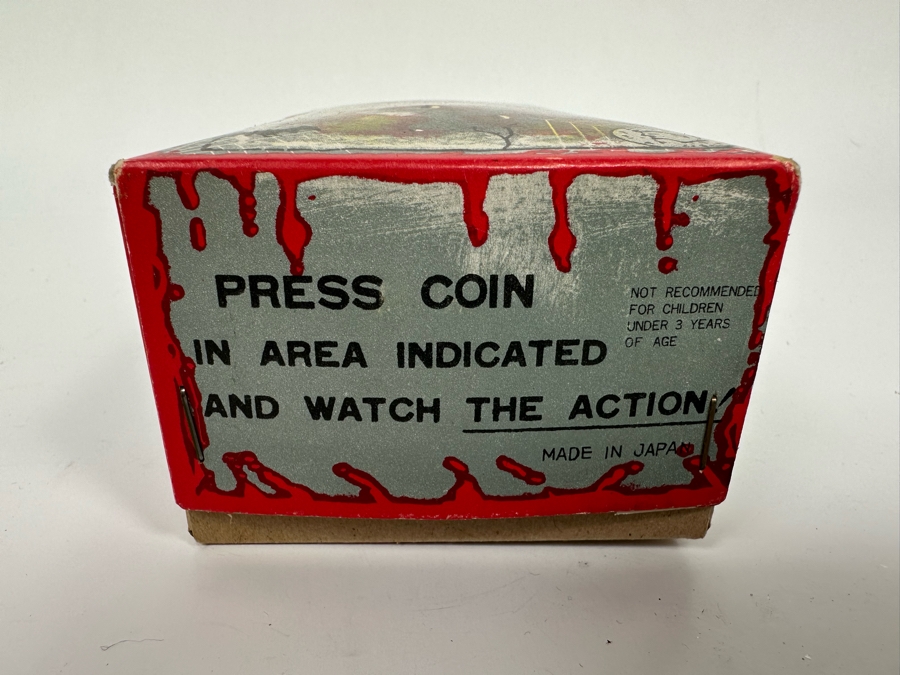 PRESS COIN
IN AREA INDICATED
AND WATCH THE ACTION!
NOT RECOMMENDED
FOR CHILDREN
UNDER 3 YEARS
OF AGE
MADE IN JAPAN